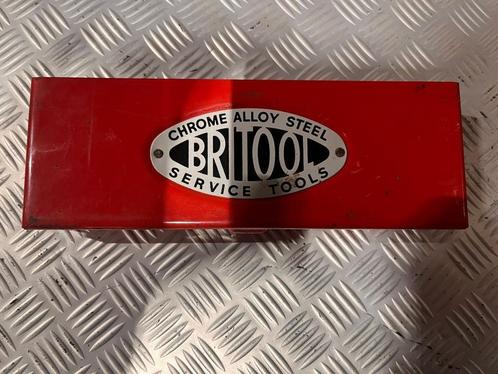 CHROME ALLOY STEEL
BRITOOL
SERVICE TOOLS